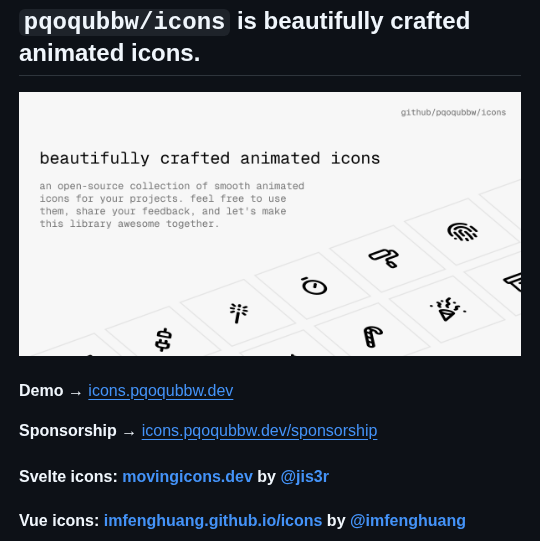 pqoqubbw/icons is beautifully crafted
animated icons.
github/pqoqubbw/icons
beautifully crafted animated icons
an open-source collection of smooth animated
icons for your projects. feel free to use
them, share your feedback, and let's make
this library awesome together.
Demo → icons.pqoqubbw.dev
Sponsorship → icons.pqoqubbw.dev/sponsorship
Svelte icons: movingicons.dev by @jis3r
Vue icons: imfenghuang.github.io/icons by @imfenghuang